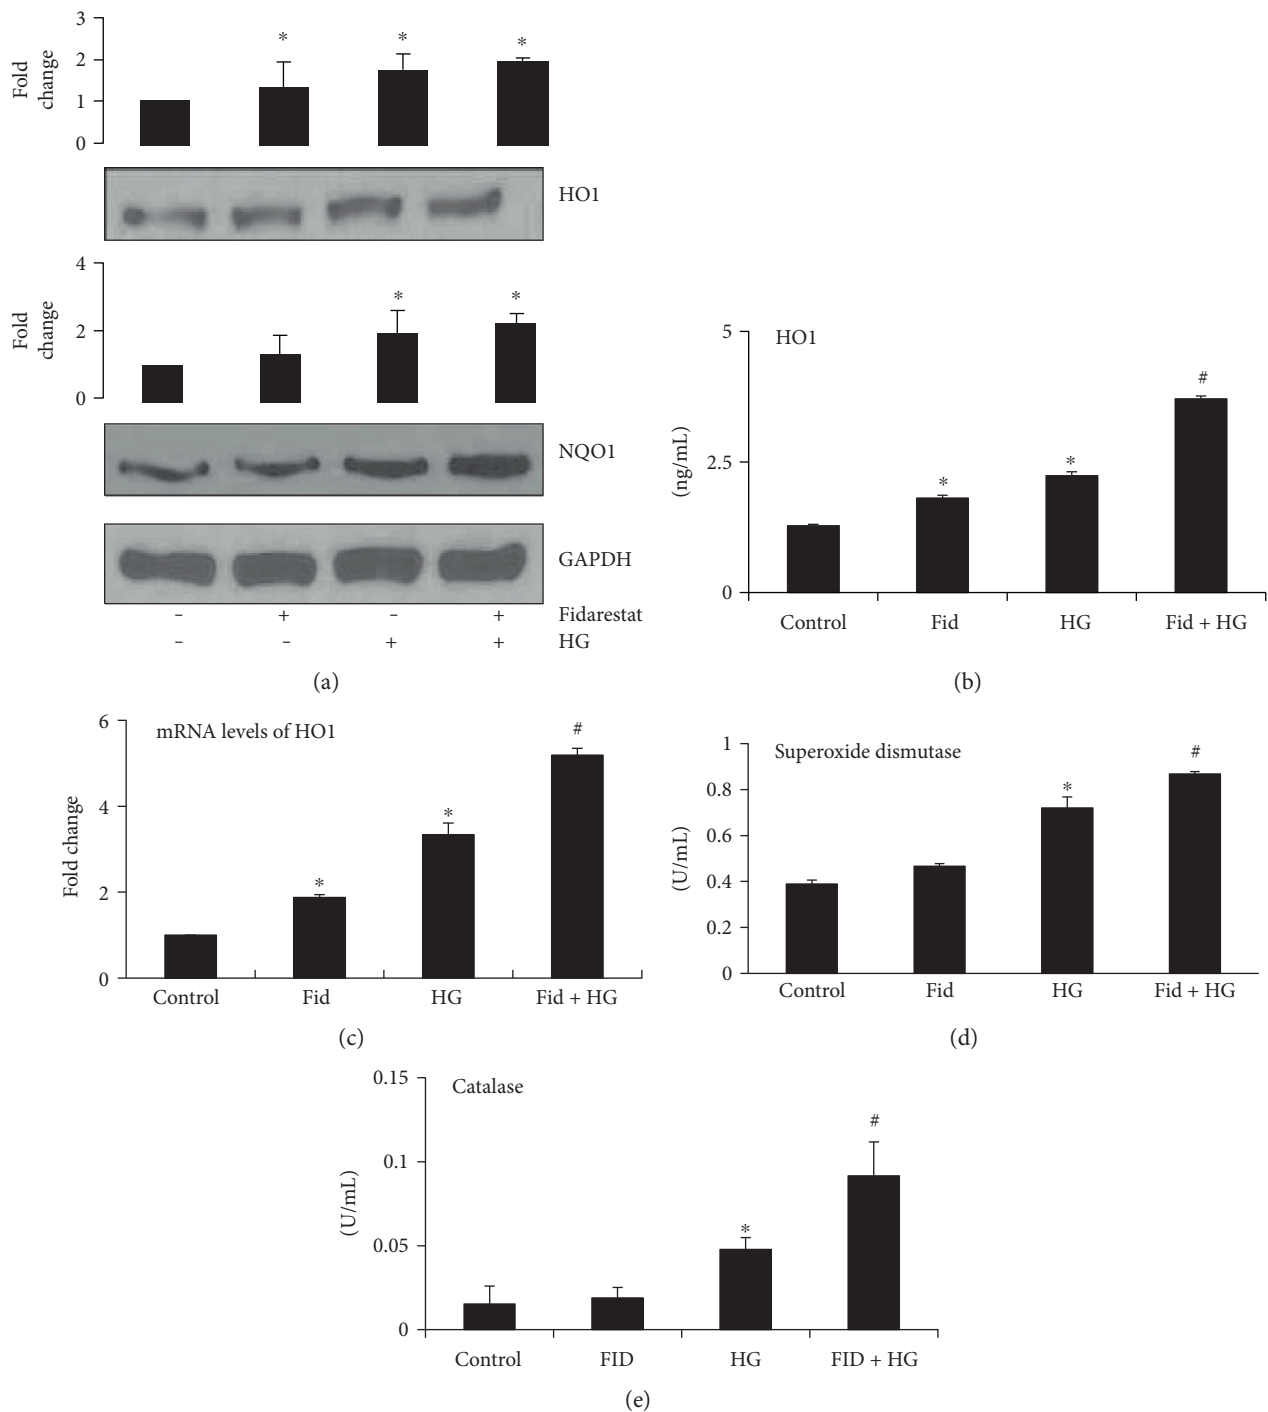 3
2
1
0
Fold
change
* * *
HO1
4
2
0
Fold
change
* *
NQO1
GAPDH
– + – + Fidarestat
– – + + HG
(a)
5
2.5
0
(ng/mL)
HO1
* * #
Control Fid HG Fid + HG
(b)
6
4
2
0
Fold change
mRNA levels of HO1
* * #
Control Fid HG Fid + HG
(c)
1
0.8
0.6
0.4
0.2
0
(U/mL)
Superoxide dismutase
* #
Control Fid HG Fid + HG
(d)
0.15
0.1
0.05
0
(U/mL)
Catalase
* #
Control FID HG FID + HG
(e)